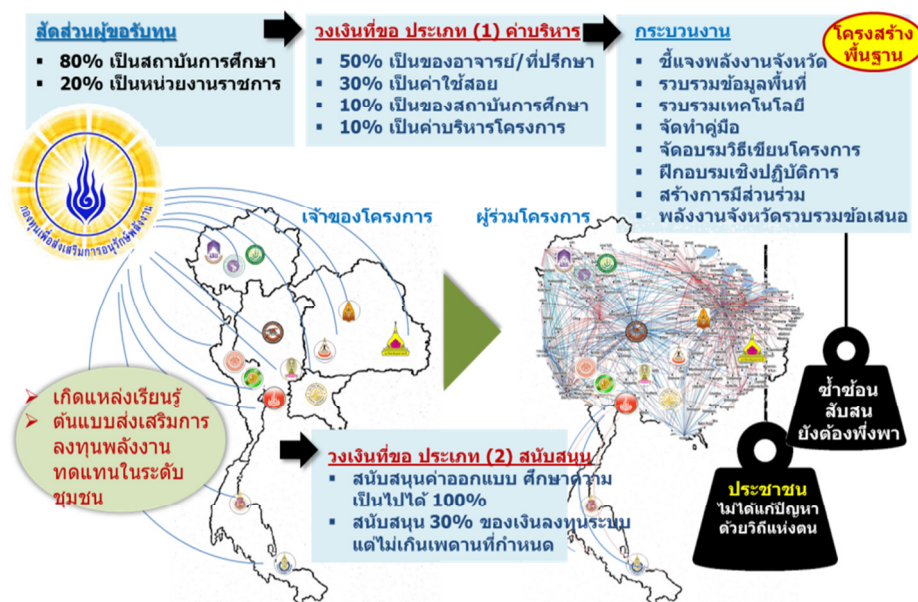 สัดส่วนผู้ขอรับทุน
80% เป็นสถาบันการศึกษา
20% เป็นหน่วยงานราชการ
วงเงินที่ขอ ประเภท (1) ค่าบริหาร
50% เป็นของอาจารย์/ที่ปรึกษา
30% เป็นค่าใช้สอย
10% เป็นของสถาบันการศึกษา
10% เป็นค่าบริหารโครงการ
กระบวนงาน
โครงสร้าง
พื้นฐาน
ชี้แจงพลังงานจังหวัด
รวบรวมข้อมูลพื้นที่
รวบรวมเทคโนโลยี
จัดทำคู่มือ
จัดอบรมวิธีเขียนโครงการ
ฝึกอบรมเชิงปฏิบัติการ
สร้างการมีส่วนร่วม
พลังงานจังหวัดรวบรวมข้อเสนอ
กองทุนเพื่อส่งเสริมการอนุรักษ์พลังงาน
เจ้าของโครงการ
ผู้ร่วมโครงการ
เกิดแหล่งเรียนรู้
ต้นแบบส่งเสริมการ
ลงทุนพลังงาน
ทดแทนในระดับ
ชุมชน
วงเงินที่ขอ ประเภท (2) สนับสนุน
สนับสนุนค่าออกแบบ ศึกษาความ
เป็นไปได้ 100%
สนับสนุน 30% ของเงินลงทุนระบบ
แต่ไม่เกินเพดานที่กำหนด
ซ้ำซ้อน
สับสน
ยังต้องพึ่งพา
ประชาชน
ไม่ได้แก้ปัญหา
ด้วยวิถีแห่งตน